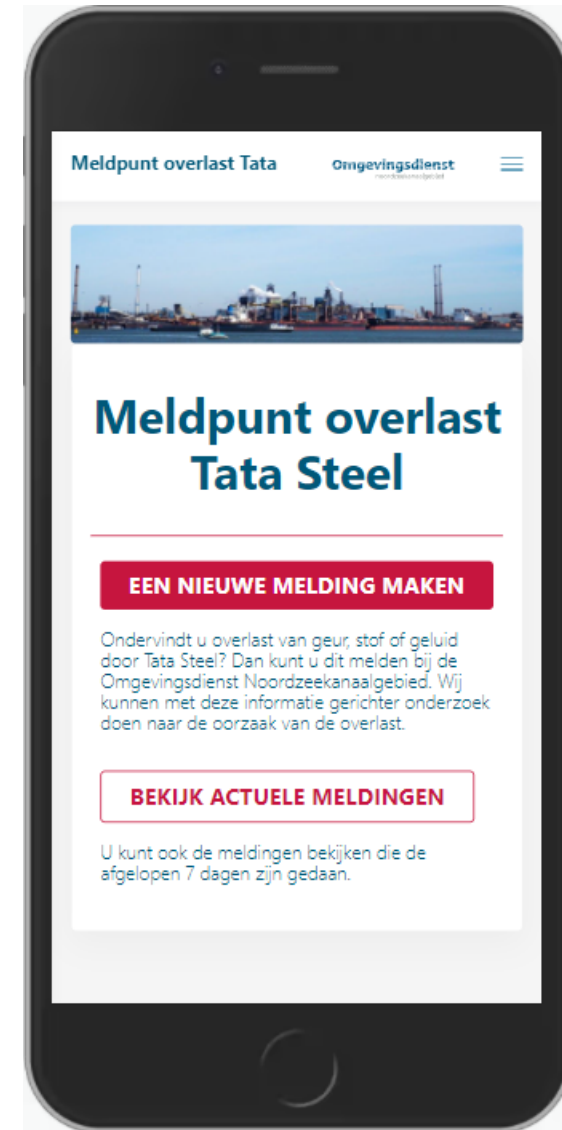 Meldpunt overlast Tata
Omgevingsdienst
noordzeekanaalgebied
Meldpunt overlast
Tata Steel
EEN NIEUWE MELDING MAKEN
Ondervindt u overlast van geur, stof of geluid
door Tata Steel? Dan kunt u dit melden bij de
Omgevingsdienst Noordzeekanaalgebied. Wij
kunnen met deze informatie gerichter onderzoek
doen naar de oorzaak van de overlast.
BEKIJK ACTUELE MELDINGEN
U kunt ook de meldingen bekijken die de
afgelopen 7 dagen zijn gedaan.